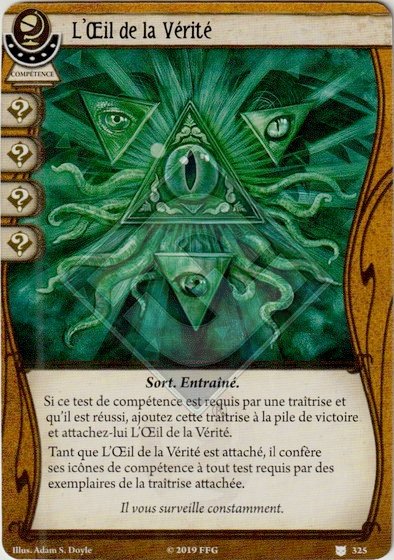 L'Œil de la Vérité
COMPÉTENCE
?
?
?
?
Sort. Entraîné.
Si ce test de compétence est requis par une traîtrise et
qu'il est réussi, ajoutez cette traîtrise à la pile de victoire
et attachez-lui L'Œil de la Vérité.
Tant que L'Œil de la Vérité est attaché, il confère
ses icônes de compétence à tout test requis par des
exemplaires de la traîtrise attachée.
Il vous surveille constamment.
Illus. Adam S. Doyle © 2019 FFG 325